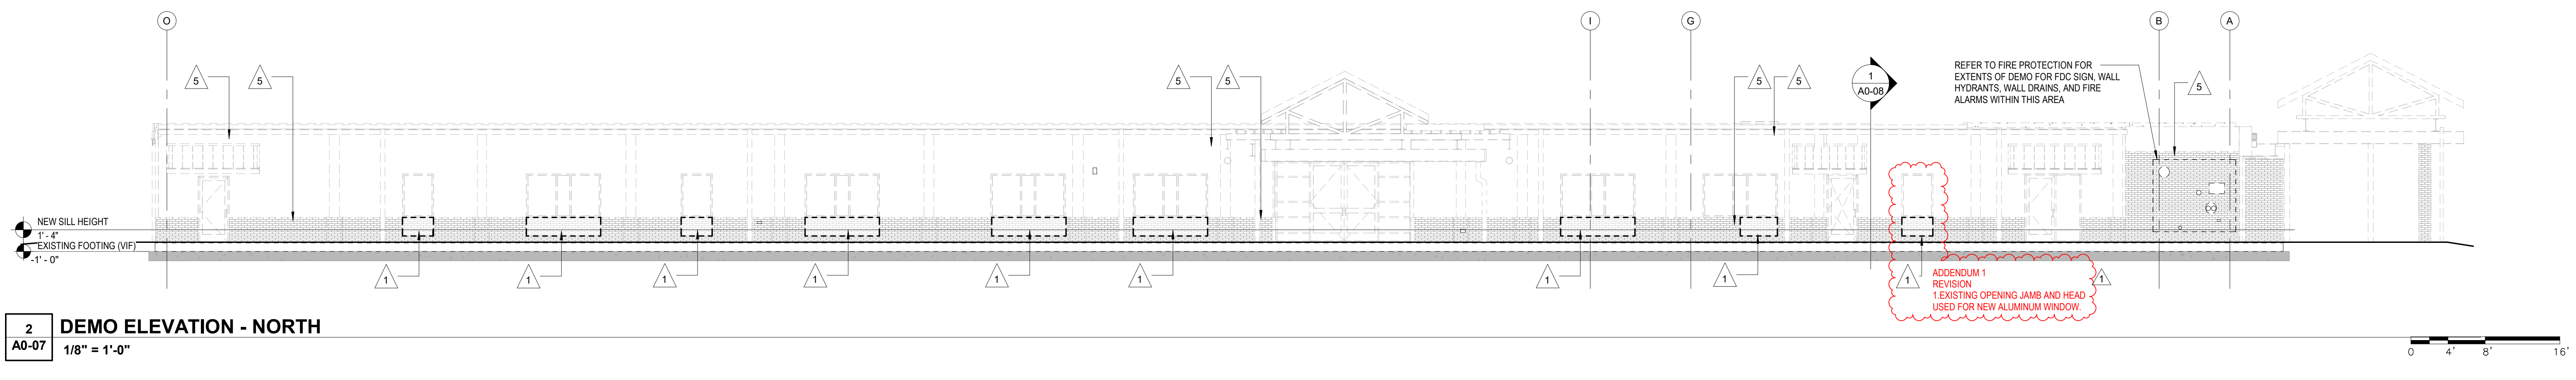 O
I
G
B
A
5
5
5
5
5
5
5
1
A0-08
REFER TO FIRE PROTECTION FOR
EXTENTS OF DEMO FOR FDC SIGN, WALL
HYDRANTS, WALL DRAINS, AND FIRE
ALARMS WITHIN THIS AREA
NEW SILL HEIGHT
1' - 4"
EXISTING FOOTING (VIF)
-1' - 0"
1
1
1
1
1
1
1
1
1
ADDENDUM 1
REVISION
1.EXISTING OPENING JAMB AND HEAD
USED FOR NEW ALUMINUM WINDOW.
1
2
A0-07
DEMO ELEVATION - NORTH
1/8" = 1'-0"
0 4' 8' 16'